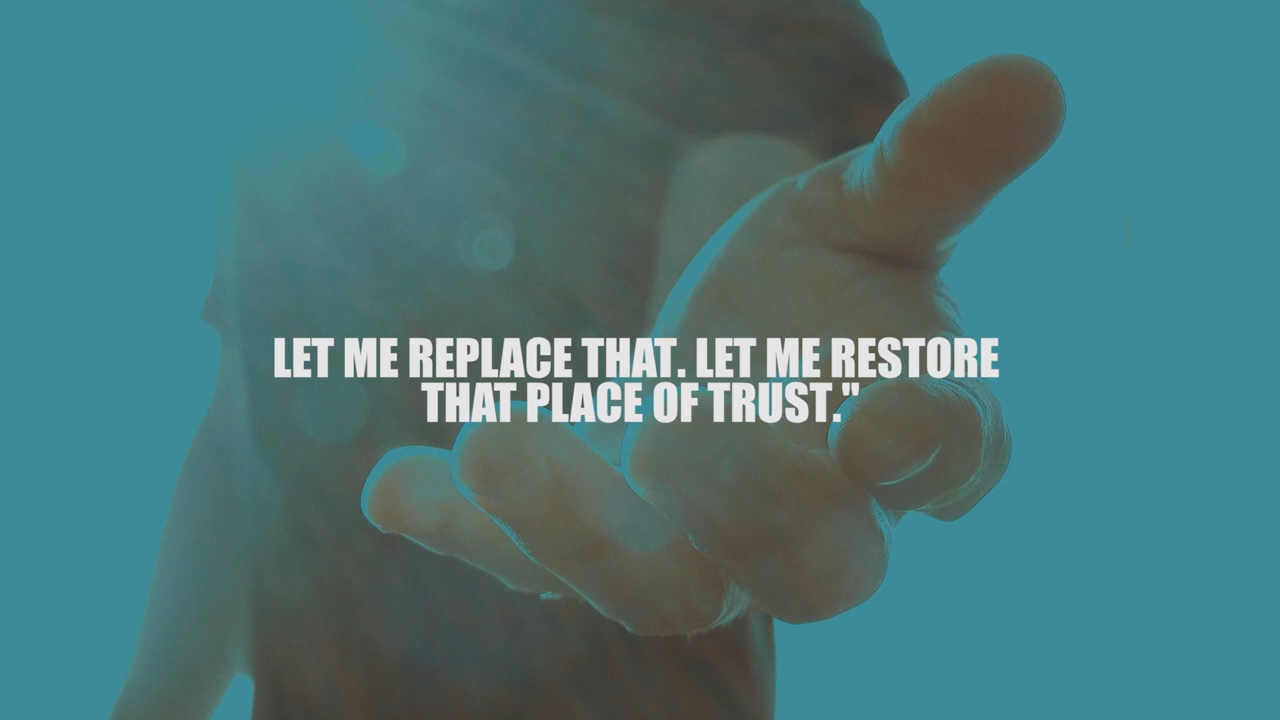 LET ME REPLACE THAT. LET ME RESTORE
THAT PLACE OF TRUST."